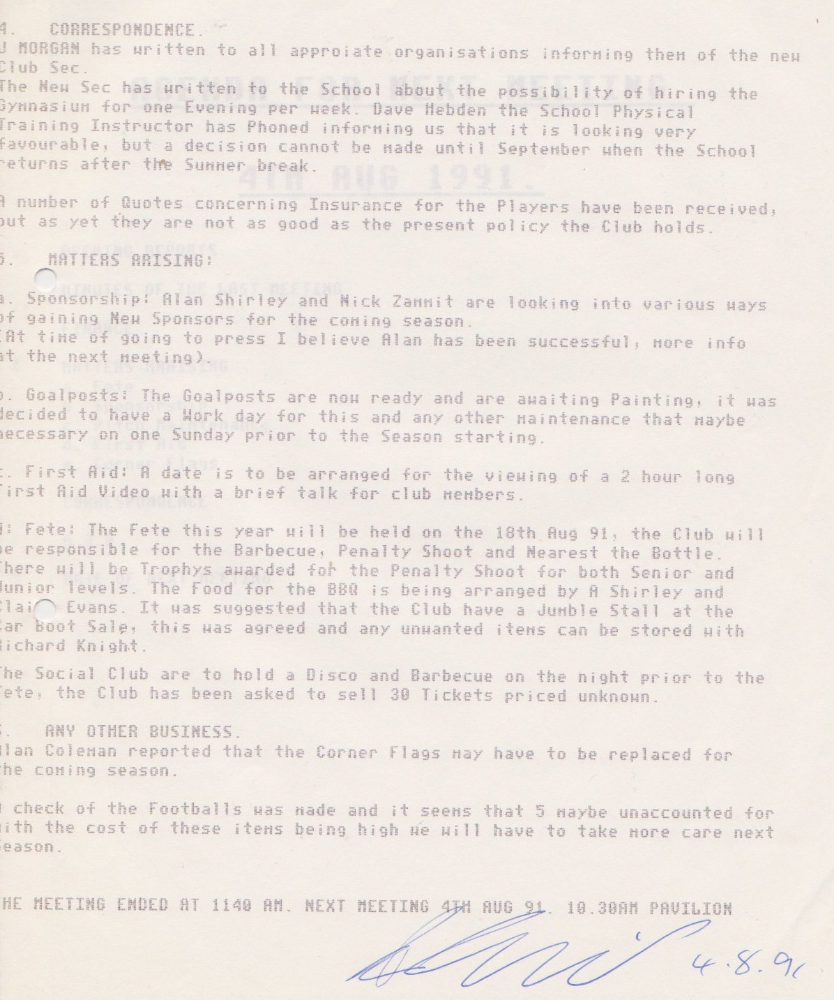 4. CORRESPONDENCE.
J MORGAN has written to all approiate organisations informing them of the new
Club Sec.
The New Sec has written to the School about the possibility of hiring the
Gymnasium for one Evening per week. Dave Hebden the School Physical
Training Instructor has Phoned informing us that it is looking very
favourable, but a decision cannot be made until September when the School
returns after the Summer break.
A number of Quotes concerning Insurance for the Players have been received,
but as yet they are not as good as the present policy the Club holds.
5. MATTERS ARISING:
a. Sponsorship: Alan Shirley and Nick Zammit are looking into various ways
of gaining New Sponsors for the coming season.
(At time of going to press I believe Alan has been successful, more info
at the next meeting).
b. Goalposts: The Goalposts are now ready and are awaiting Painting, it was
decided to have a Work day for this and any other maintenance that maybe
necessary on one Sunday prior to the Season starting.
c. First Aid: A date is to be arranged for the viewing of a 2 hour long
First Aid Video with a brief talk for club members.
d: Fete: The Fete this year will be held on the 18th Aug 91, the Club will
be responsible for the Barbecue, Penalty Shoot and Nearest the Bottle.
There will be Trophys awarded for the Penalty Shoot for both Senior and
Junior levels. The Food for the BBQ is being arranged by A Shirley and
Clai Evans. It was suggested that the Club have a Jumble Stall at the
Car Boot Sale, this was agreed and any unwanted items can be stored with
Richard Knight.
The Social Club are to hold a Disco and Barbecue on the night prior to the
Fete, the Club has been asked to sell 30 Tickets priced unknown.
ANY OTHER BUSINESS.
Alan Coleman reported that the Corner Flags may have to be replaced for
the coming season.
A check of the Footballs was made and it seems that 5 maybe unaccounted for
with the cost of these items being high we will have to take more care next
Season.
THE MEETING ENDED AT 1140 AM. NEXT MEETING 4TH AUG 91. 10.30AM PAVILION
4.8.91